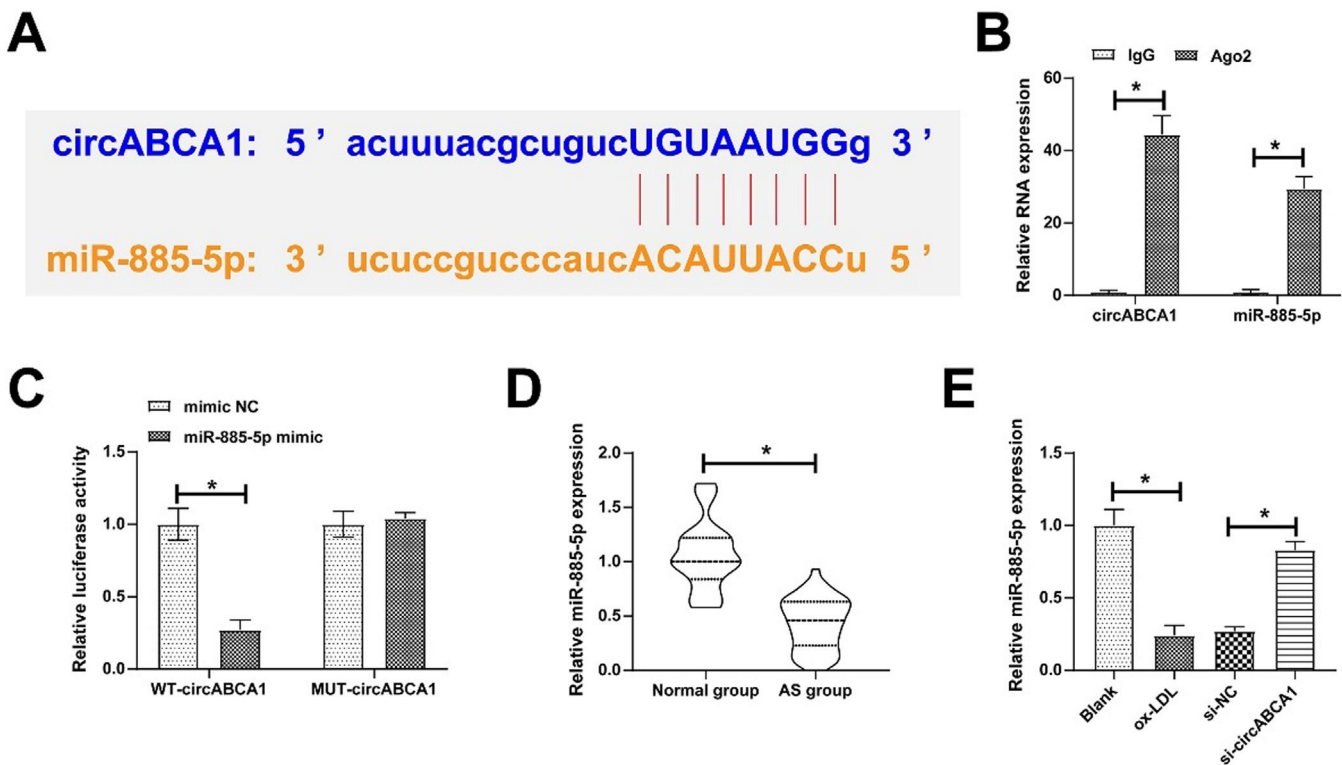 A
circABCA1: 5 ’ acuuuacgcugucUGUAAUGGg 3 ’
miR-885-5p: 3 ’ ucuccgucccaucACAUUACCu 5 ’
B
IgG Ago2
Relative RNA expression
60
40
20
0
* *
circABCA1 miR-885-5p
C
mimic NC
miR-885-5p mimic
Relative luciferase activity
1.5
1.0
0.5
0.0
*
WT-circABCA1 MUT-circABCA1
D
Relative miR-885-5p expression
2.0
1.5
1.0
0.5
0.0
*
Normal group AS group
E
Relative miR-885-5p expression
1.5
1.0
0.5
0.0
* *
Blank
ox-LDL
si-NC
si-circABCA1